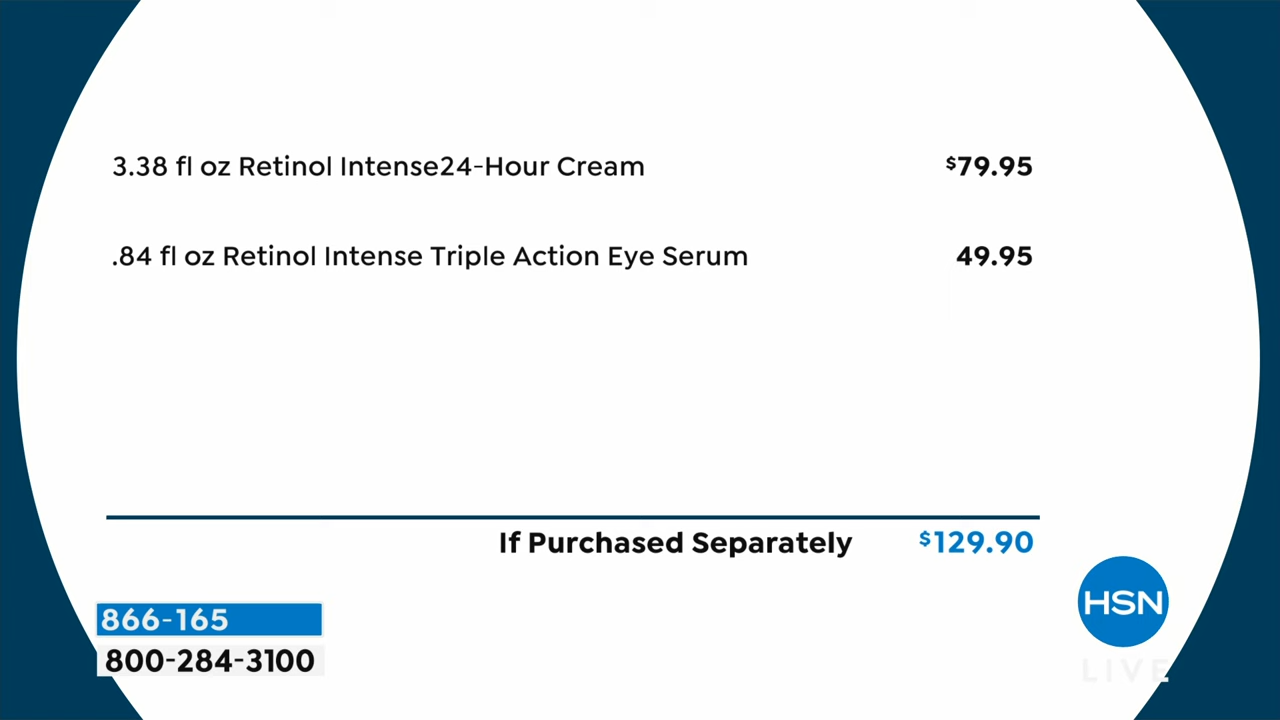 3.38 fl oz Retinol Intense24-Hour Cream $79.95
.84 fl oz Retinol Intense Triple Action Eye Serum 49.95
If Purchased Separately $129.90
866-165
800-284-3100
HSN
LIVE